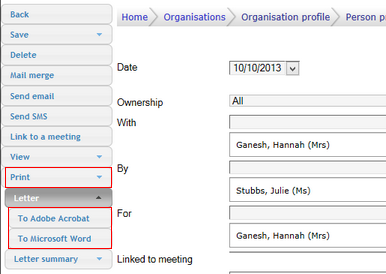 Back
Save
Delete
Mail merge
Send email
Send SMS
Link to a meeting
View
Print
Letter
To Adobe Acrobat
To Microsoft Word
Letter summary
Home Organisations Organisation profile Person p
Date 10/10/2013
Ownership All
With
Ganesh, Hannah (Mrs)
By
Stubbs, Julie (Ms)
For
Ganesh, Hannah (Mrs)
Linked to meeting